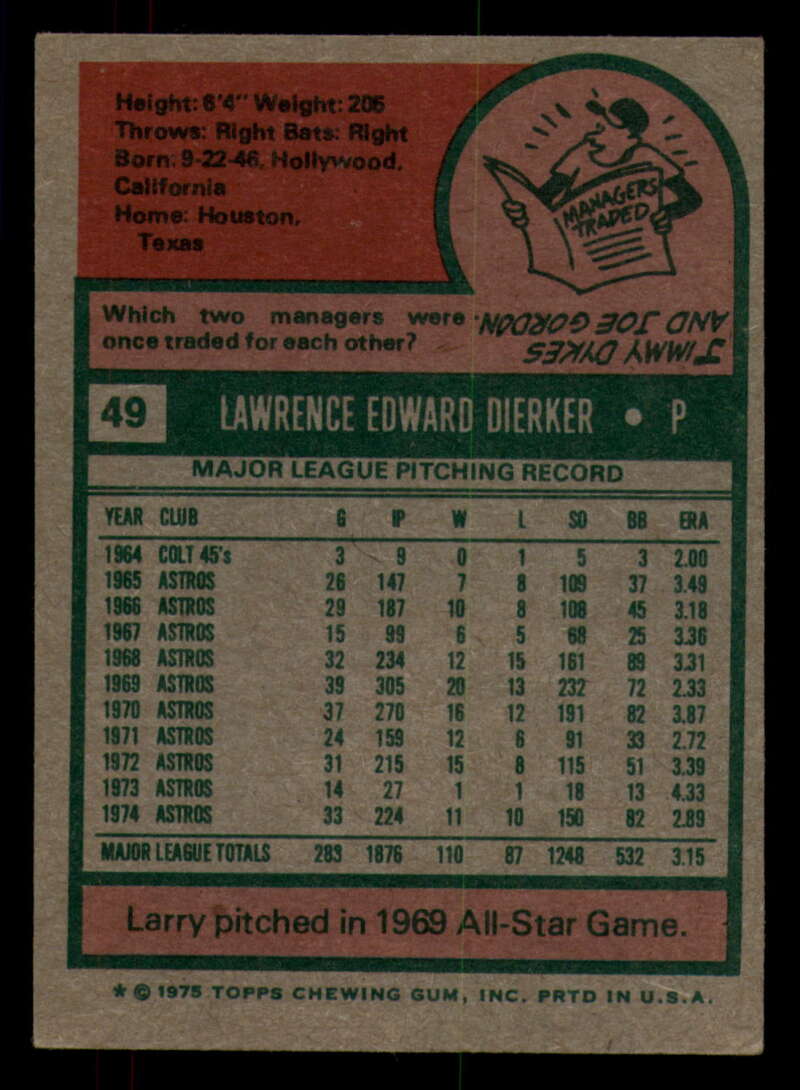 Height: 6'4" Weight: 205
Throws: Right Bats: Right
Born: 9-22-46, Hollywood,
California
Home: Houston,
Texas
MANAGERS
TRADED
Which two managers were
once traded for each other?
JIMMY DYKES
AND JOE GORDON.
49 LAWRENCE EDWARD DIERKER • P
MAJOR LEAGUE PITCHING RECORD
YEAR CLUB G IP W L SO BB ERA
1964 COLT 45's 3 9 0 1 5 3 2.00
1965 ASTROS 26 147 7 8 109 37 3.49
1966 ASTROS 29 187 10 8 108 45 3.18
1967 ASTROS 15 99 6 5 68 25 3.36
1968 ASTROS 32 234 12 15 161 89 3.31
1969 ASTROS 39 305 20 13 232 72 2.33
1970 ASTROS 37 270 16 12 191 82 3.87
1971 ASTROS 24 159 12 6 91 33 2.72
1972 ASTROS 31 215 15 8 115 51 3.39
1973 ASTROS 14 27 1 1 18 13 4.33
1974 ASTROS 33 224 11 10 150 82 2.89
MAJOR LEAGUE TOTALS 283 1876 110 87 1248 532 3.15
Larry pitched in 1969 All-Star Game.
* © 1975 TOPPS CHEWING GUM, INC. PRTD IN U.S.A.